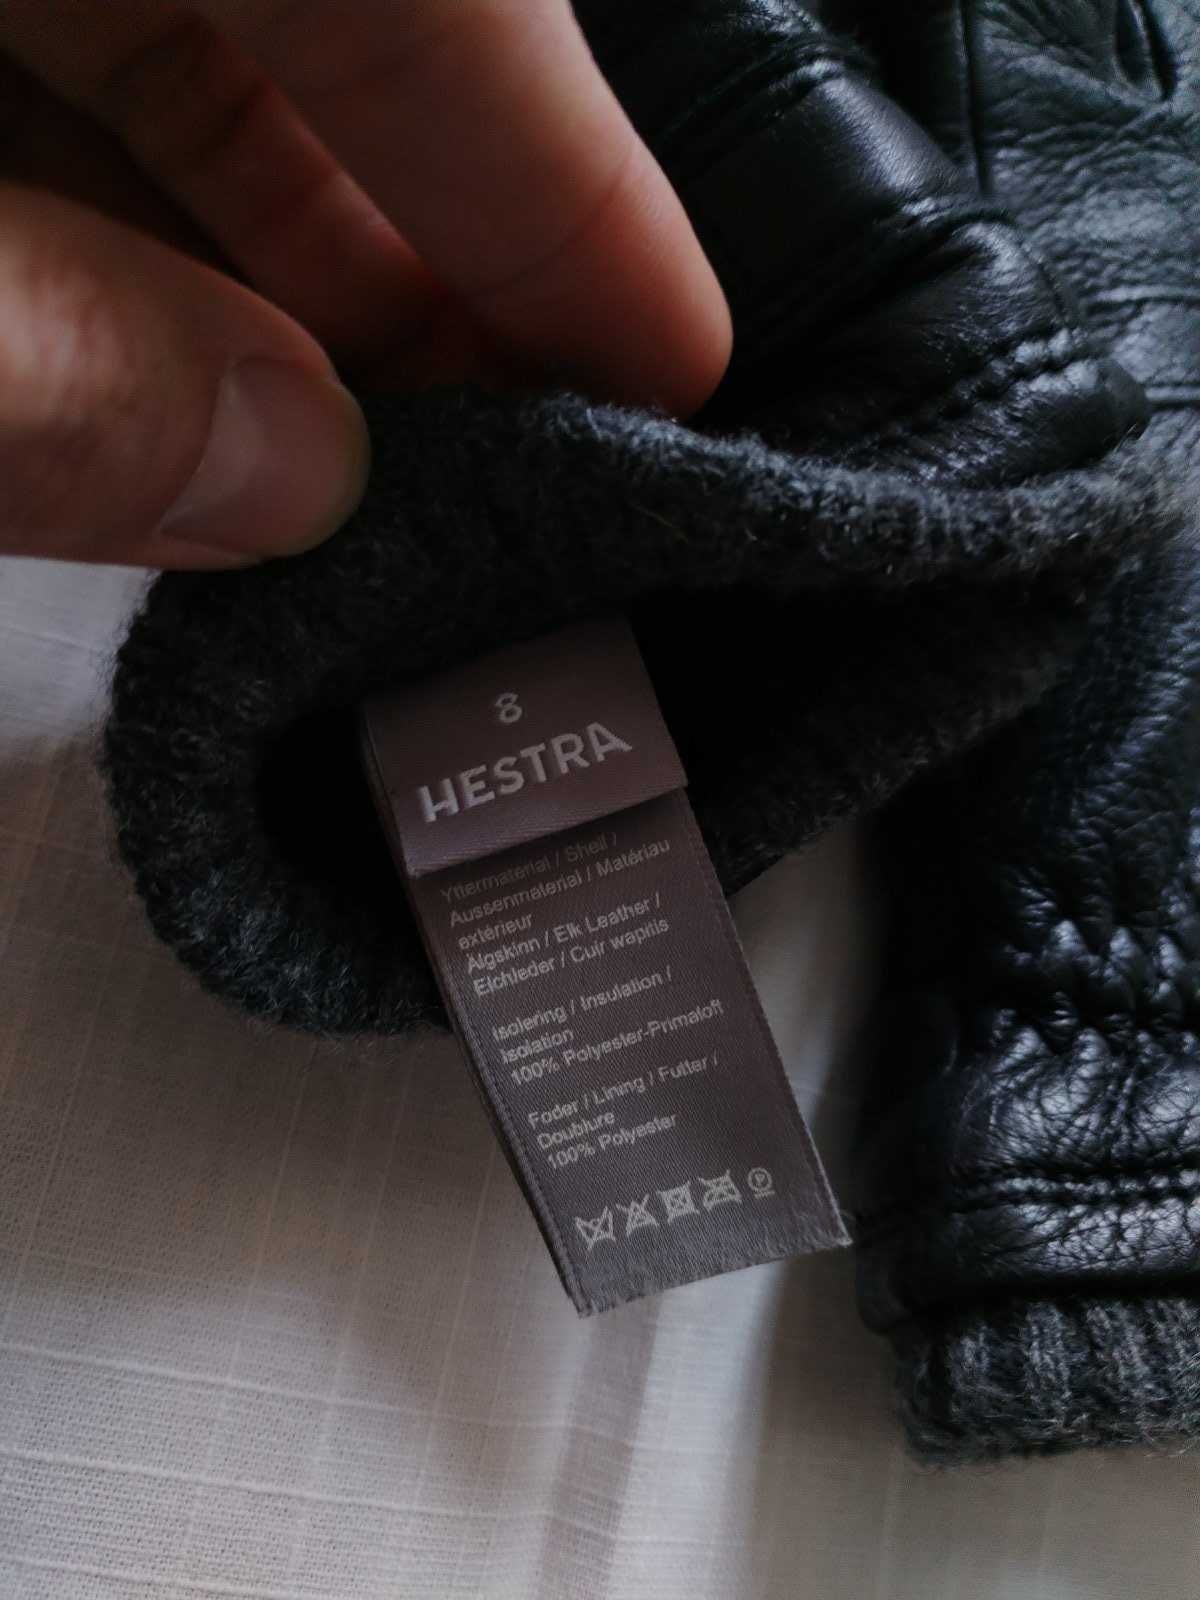 8
HESTRA
Yttermaterial / Shell /
Aussenmaterial / Matériau
extérieur
Älgskinn / Elk Leather /
Elchleder / Cuir wapitis
Isolering / Insulation /
Isolation
100% Polyester-Primaloft
Foder / Lining / Futter /
Doublure
100% Polyester
P